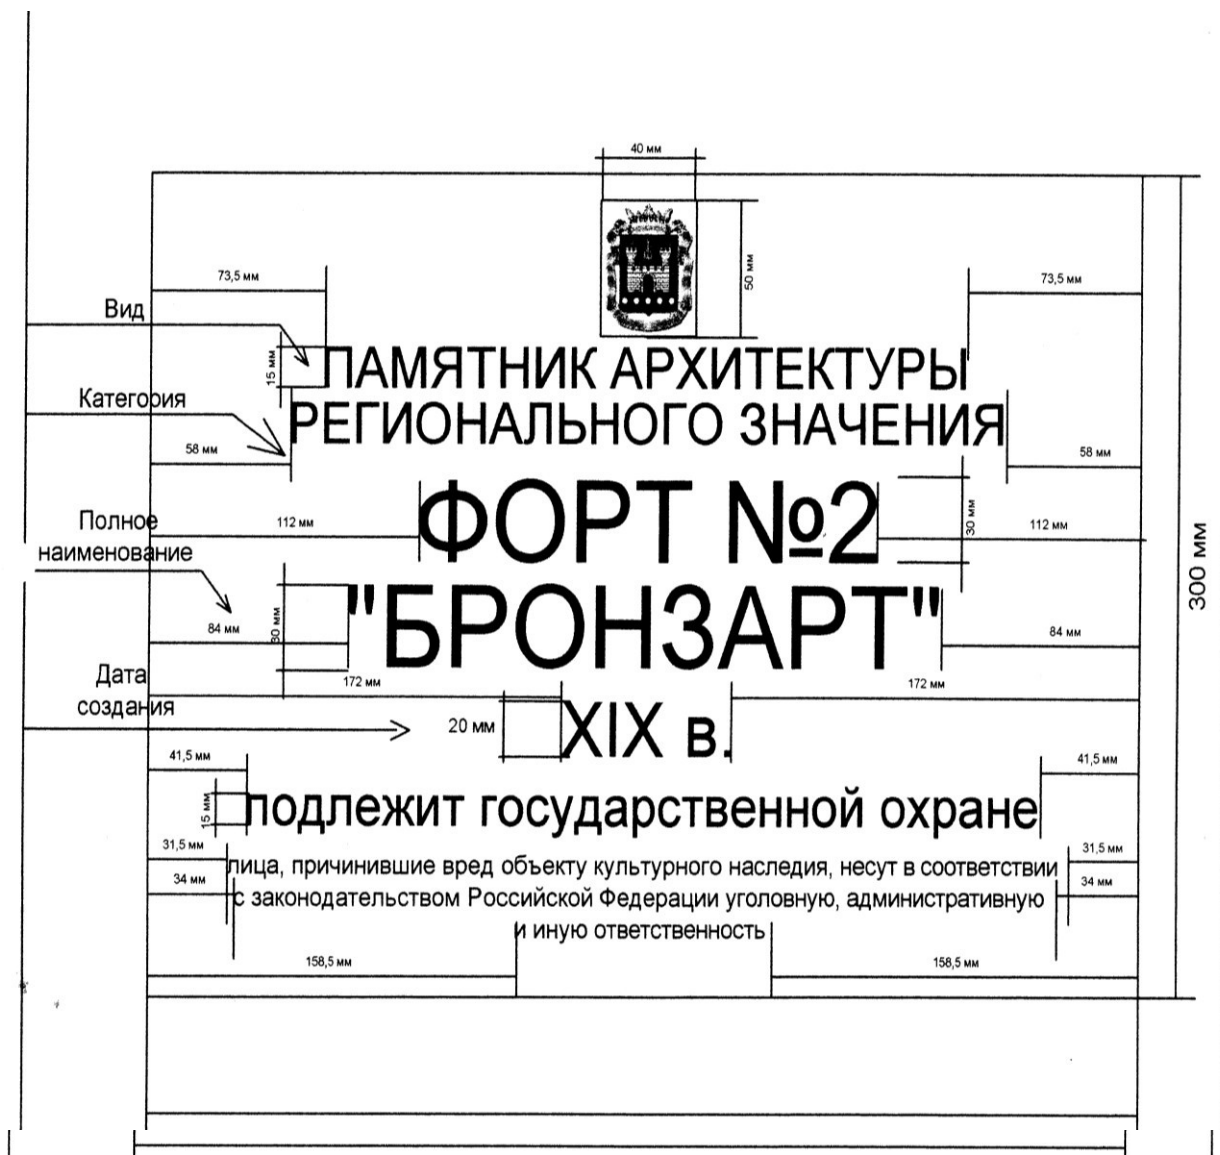 40 мм
50 мм
73,5 мм
73,5 мм
Вид
15 мм
ПАМЯТНИК АРХИТЕКТУРЫ
Категория
РЕГИОНАЛЬНОГО ЗНАЧЕНИЯ
58 мм
58 мм
ФОРТ №2
30 мм
Полное
наименование
112 мм
112 мм
300 мм
"БРОНЗАРТ"
30 мм
84 мм
84 мм
Дата
создания
172 мм
172 мм
20 мм
XIX в.
41,5 мм
41,5 мм
15 мм
подлежит государственной охране
31,5 мм
31,5 мм
лица, причинившие вред объекту культурного наследия, несут в соответствии
34 мм
34 мм
с законодательством Российской Федерации уголовную, административную
и иную ответственность
158,5 мм
158,5 мм